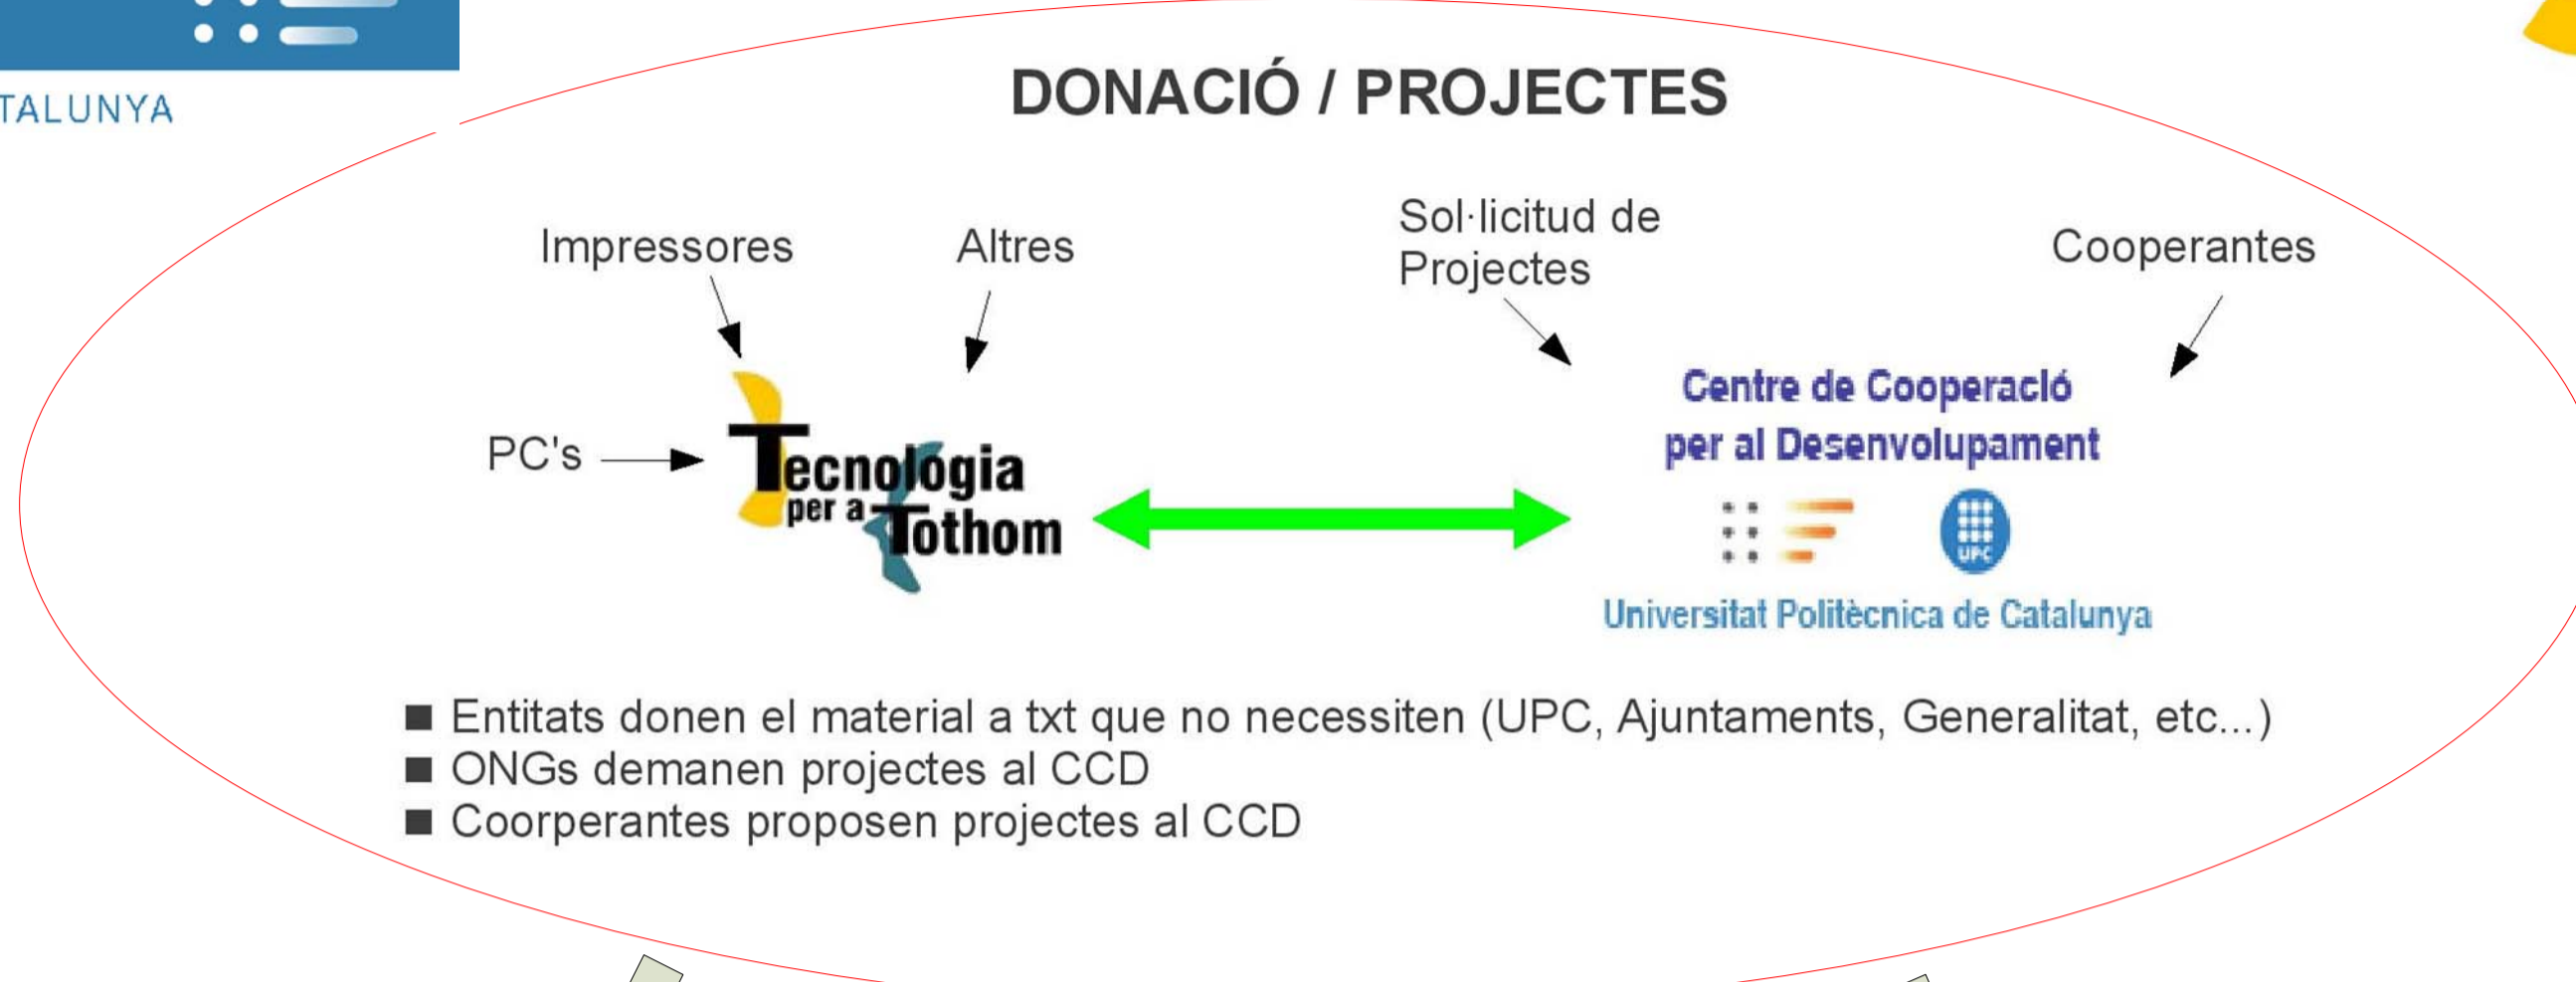 TALUNYA
DONACIÓ / PROJECTES
Impressores
Altres
Sol·licitud de
Projectes
Cooperantes
PC's
Tecnologia
per a
Tothom
Centre de Cooperació
per al Desenvolupament
UPC
Universitat Politècnica de Catalunya
■ Entitats donen el material a txt que no necessiten (UPC, Ajuntaments, Generalitat, etc...)
■ ONGs demanen projectes al CCD
■ Coorperantes proposen projectes al CCD